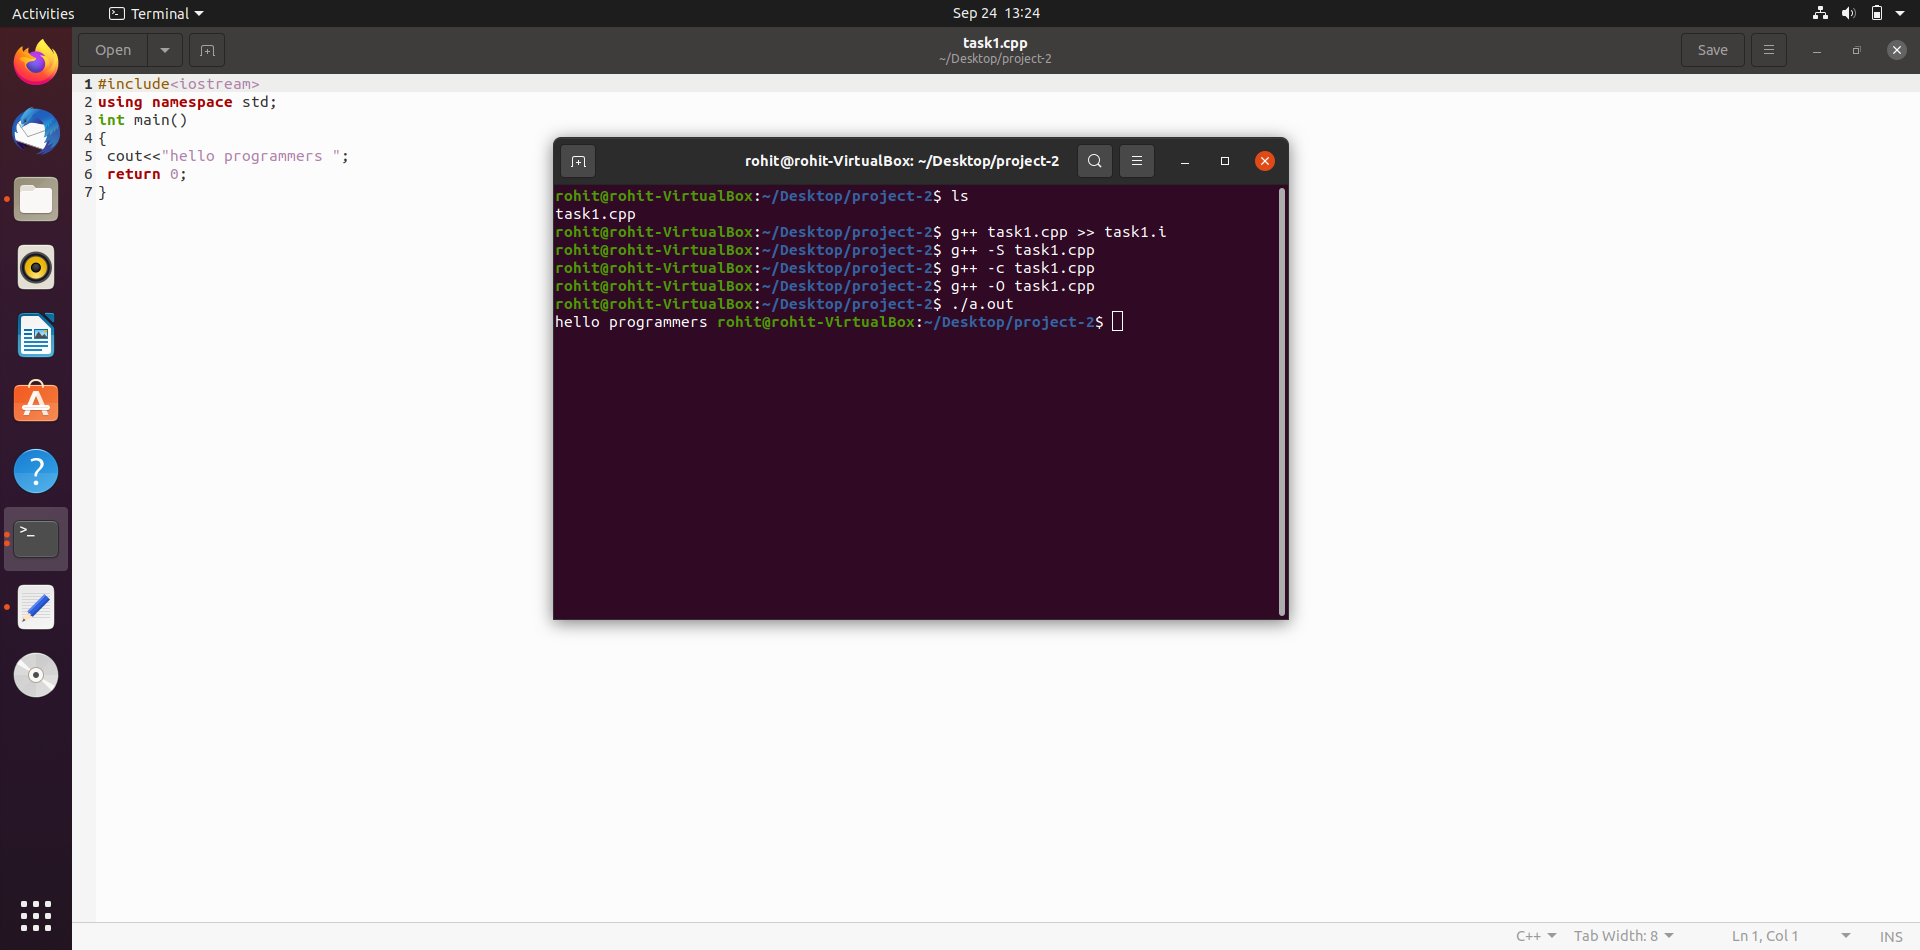 Activities
Terminal
Sep 24 13:24
Open
task1.cpp
~/Desktop/project-2
Save
1 #include<iostream>
2 using namespace std;
3 int main()
4 {
5  cout<<"hello programmers ";
6  return 0;
7 }
rohit@rohit-VirtualBox: ~/Desktop/project-2
rohit@rohit-VirtualBox:~/Desktop/project-2$ ls
task1.cpp
rohit@rohit-VirtualBox:~/Desktop/project-2$ g++ task1.cpp >> task1.i
rohit@rohit-VirtualBox:~/Desktop/project-2$ g++ -S task1.cpp
rohit@rohit-VirtualBox:~/Desktop/project-2$ g++ -c task1.cpp
rohit@rohit-VirtualBox:~/Desktop/project-2$ g++ -O task1.cpp
rohit@rohit-VirtualBox:~/Desktop/project-2$ ./a.out
hello programmers rohit@rohit-VirtualBox:~/Desktop/project-2$
C++
Tab Width: 8
Ln 1, Col 1
INS